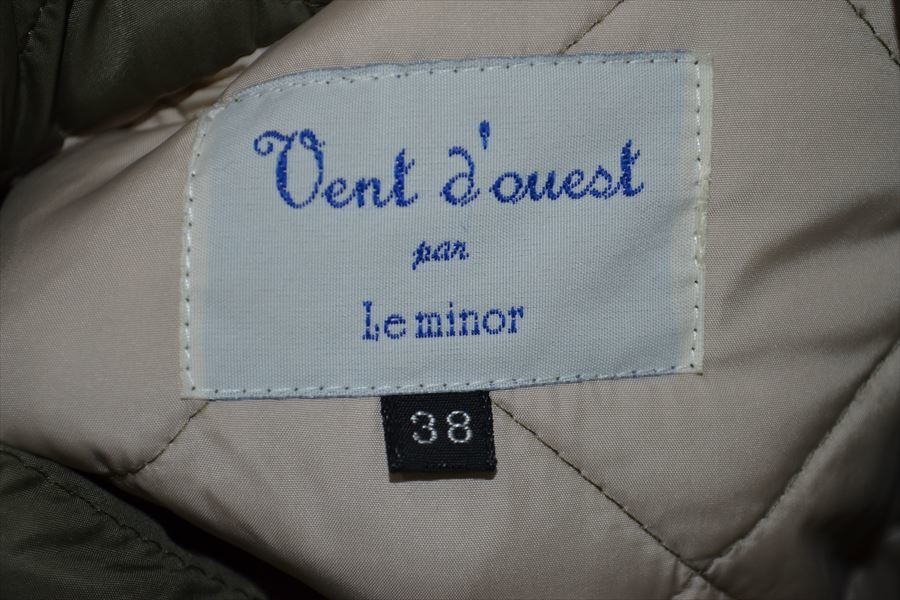 Vent d'ouest
par
Le minor
38